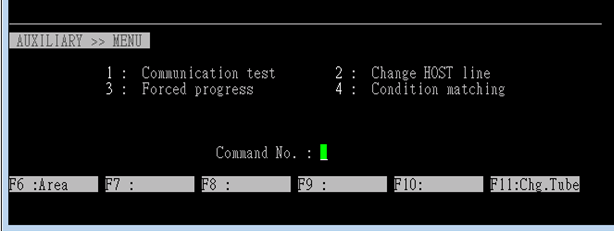 AUXILIARY >> MENU
1 : Communication test 2 : Change HOST line
3 : Forced progress 4 : Condition matching
Command No. :
F6 :Area F7 : F8 : F9 : F10: F11:Chg.Tube